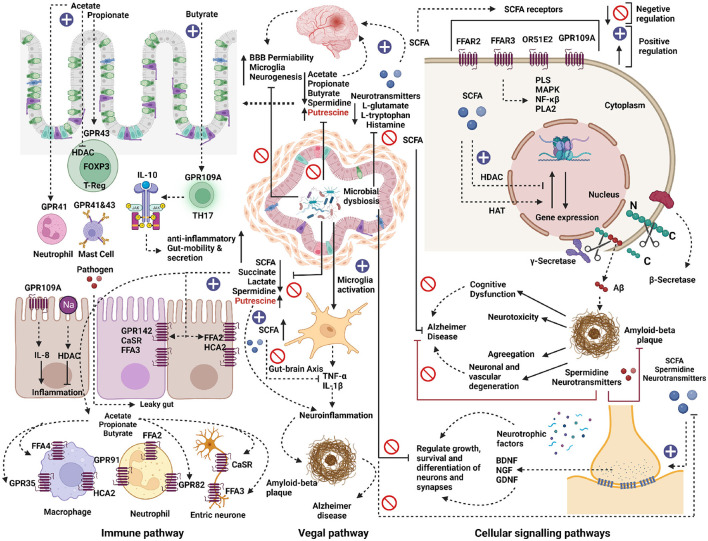 Acetate
Propionate
Butyrate
GPR43
HDAC
FOXP3
T-Reg
GPR41
Neutrophil
GPR41&43
Mast Cell
IL-10
JAK
JAK
GPR109A
TH17
anti-inflammatory
Gut-mobility &
secretion
Pathogen
GPR109A
Na
IL-8
HDAC
Inflammation
GPR142
CaSR
FFA3
FFA2
HCA2
Leaky gut
Acetate
Propionate
Butyrate
FFA4
GPR35
HCA2
Macrophage
FFA2
GPR91
GPR82
Neutrophil
CaSR
FFA3
Entric neurone
Immune pathway
BBB Permiability
Microglia
Neurogenesis
Acetate
Propionate
Butyrate
Spermidine
Putrescine
Neurotransmitters
L-glutamate
L-tryptophan
Histamine
Microbial
dysbiosis
SCFA
Succinate
Lactate
Spermidine
Putrescine
SCFA
Microglia
activation
Gut-brain Axis
TNF-α
IL-1β
Neuroinflammation
Amyloid-beta
plaque
Alzheimer
disease
Vegal pathway
SCFA
SCFA receptors
Negetive
regulation
Positive
regulation
FFAR2
FFAR3
OR51E2
GPR109A
PLS
MAPK
NF-κβ
PLA2
Cytoplasm
SCFA
SCFA
HDAC
HAT
Nucleus
Gene expression
N
C
C
γ-Secretase
β-Secretase
Aβ
Cognitive
Dysfunction
Neurotoxicity
Alzheimer
Disease
Agreegation
Neuronal and
vascular
degeneration
Amyloid-beta
plaque
Spermidine
Neurotransmitters
SCFA
Spermidine
Neurotransmitters
Neurotrophic
factors
BDNF
NGF
GDNF
Regulate growth,
survival and
differentiation of
neurons and
synapses
Cellular signalling pathways